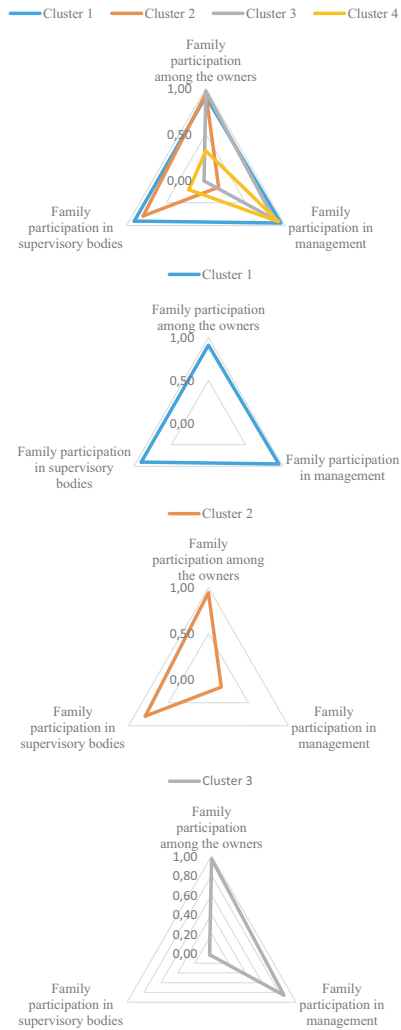 Cluster 1 Cluster 2 Cluster 3 Cluster 4
Family
participation
among the owners
1,00
0,50
0,00
Family
participation in
supervisory bodies
Family
participation in
management
Cluster 1
Family participation
among the owners
1,00
0,50
0,00
Family participation
in supervisory
bodies
Family participation
in management
Cluster 2
Family
participation among
the owners
1,00
0,50
0,00
Family
participation in
supervisory bodies
Family
participation in
management
Cluster 3
Family
participation
among the owners
1,00
0,80
0,60
0,40
0,20
0,00
Family
participation in
supervisory bodies
Family
participation in
management